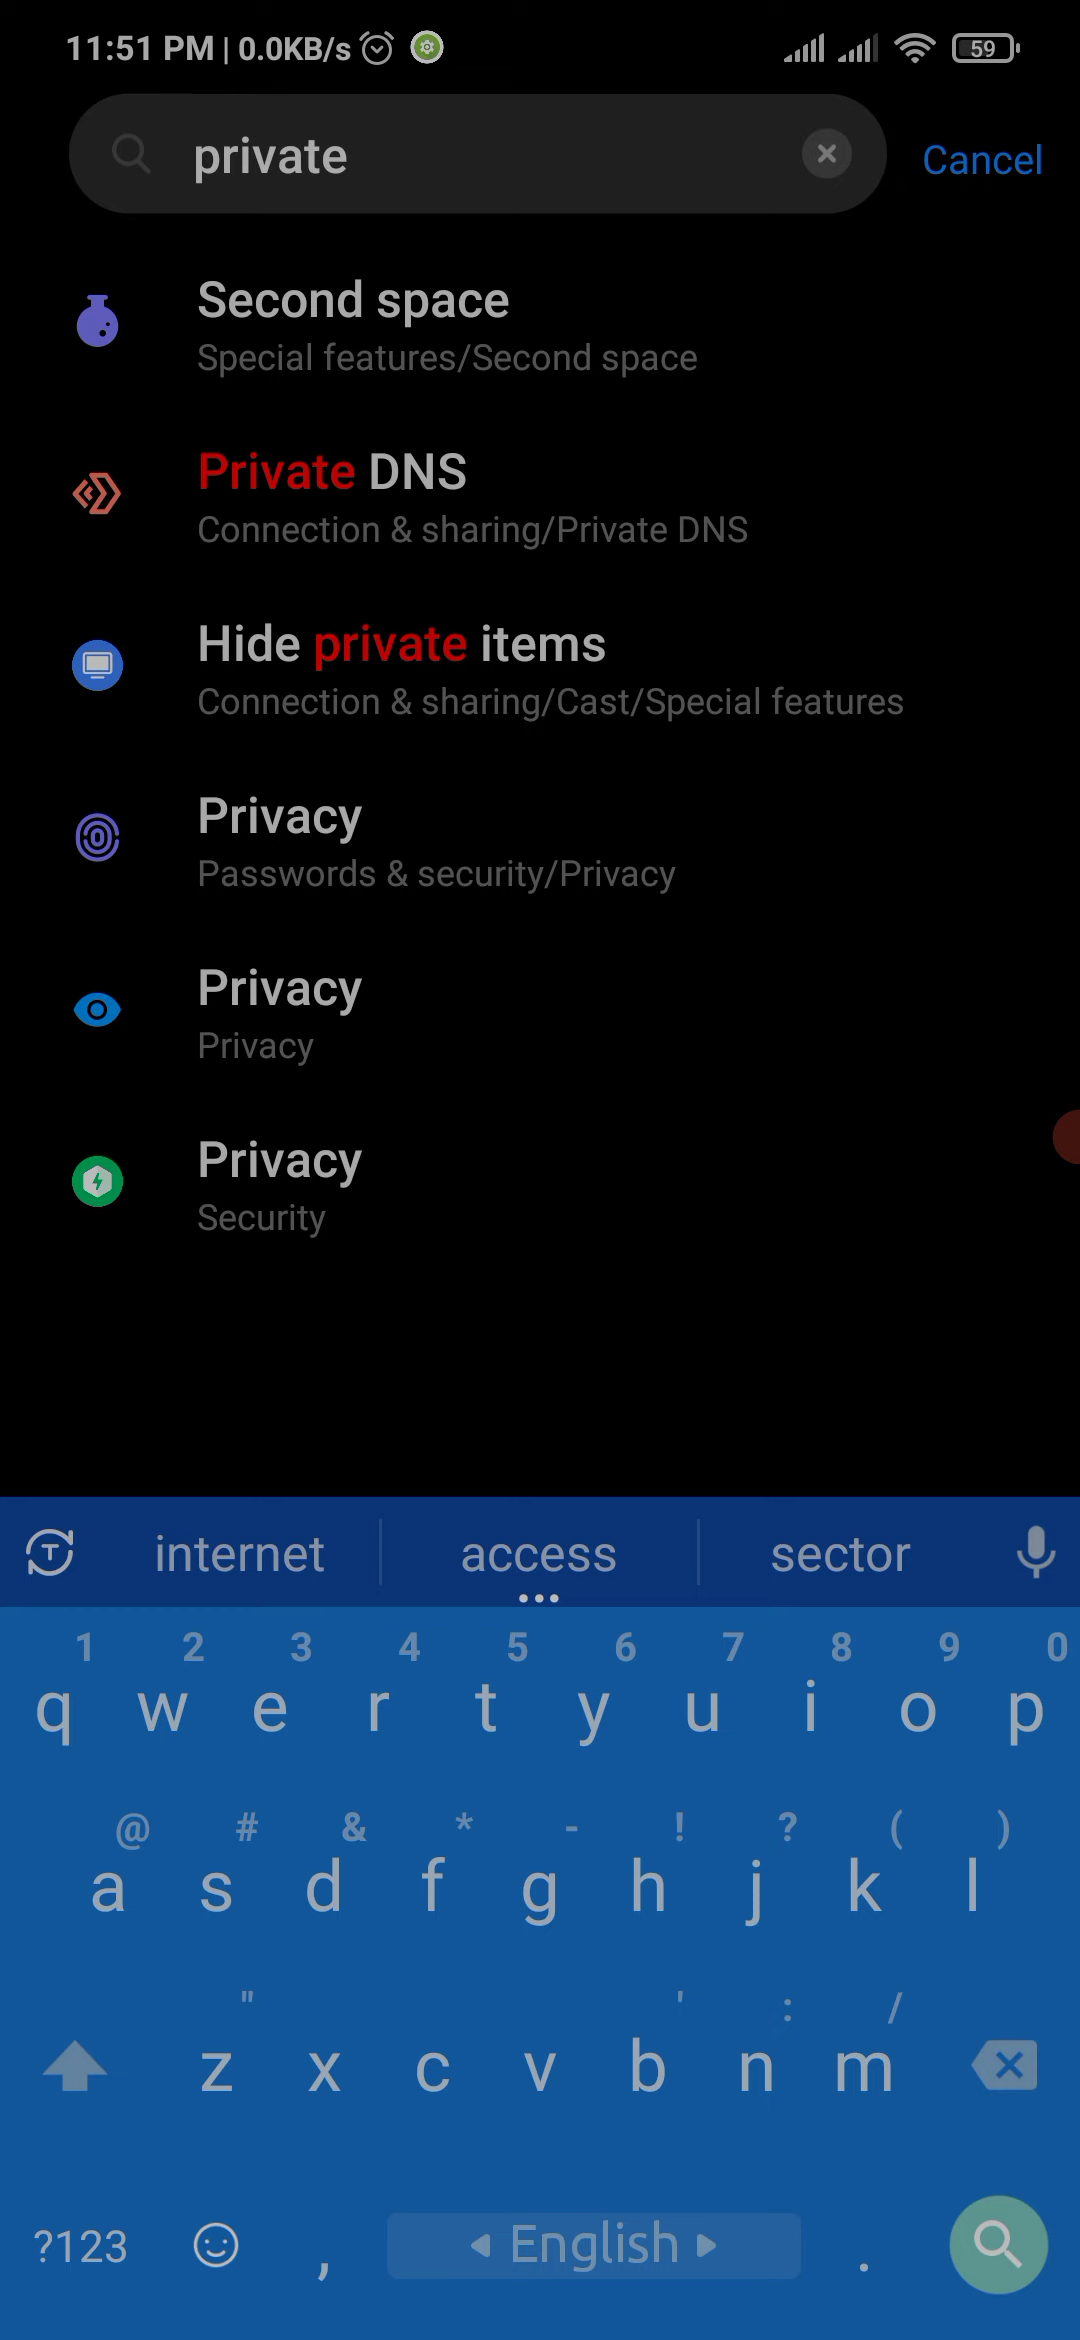 11:51 PM | 0.0KB/s 59
private Cancel
Second space
Special features/Second space
Private DNS
Connection & sharing/Private DNS
Hide private items
Connection & sharing/Cast/Special features
Privacy
Passwords & security/Privacy
Privacy
Privacy
Privacy
Security
T internet access sector
1 2 3 4 5 6 7 8 9 0
q w e r t y u i o p
@ # & * - ! ? ( )
a s d f g h j k l
" ' : /
z x c v b n m
?123 , English .